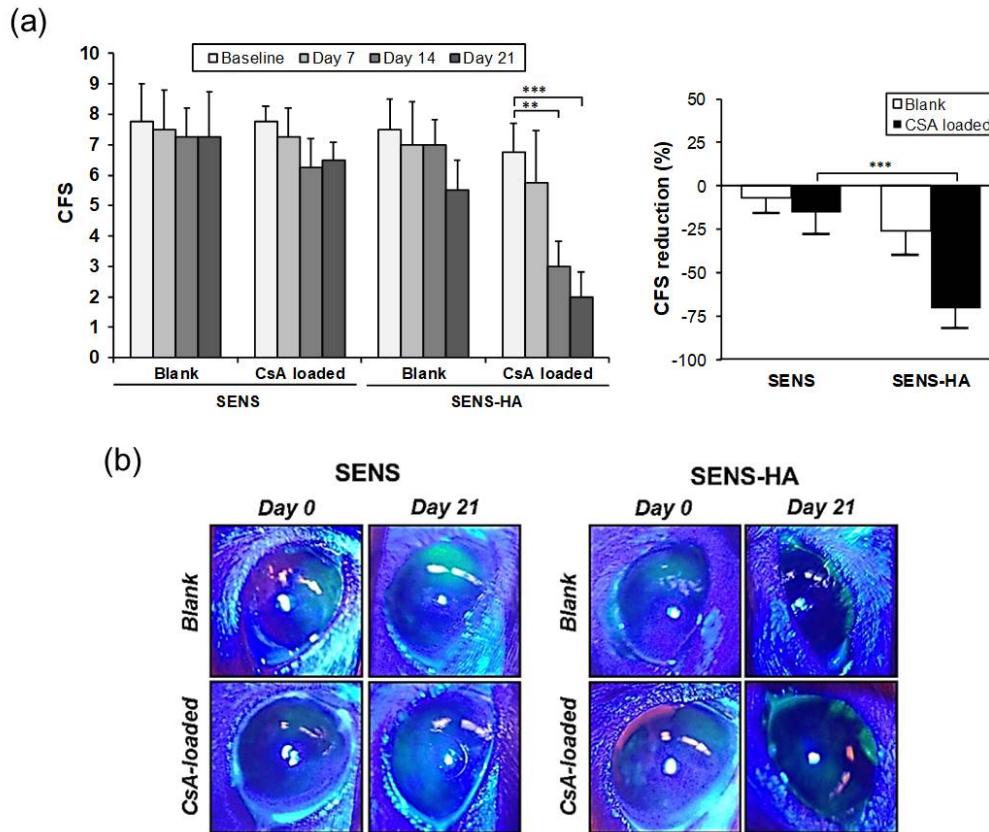 (a)
10
9
8
7
6
5
4
3
2
1
0
CFS
Baseline Day 7 Day 14 Day 21
***
**
Blank CsA loaded Blank CsA loaded
SENS SENS-HA
50
25
0
-25
-50
-75
-100
CFS reduction (%)
Blank
CSA loaded
***
SENS SENS-HA
(b)
SENS SENS-HA
Day 0 Day 21 Day 0 Day 21
Blank Blank
CsA-loaded CsA-loaded